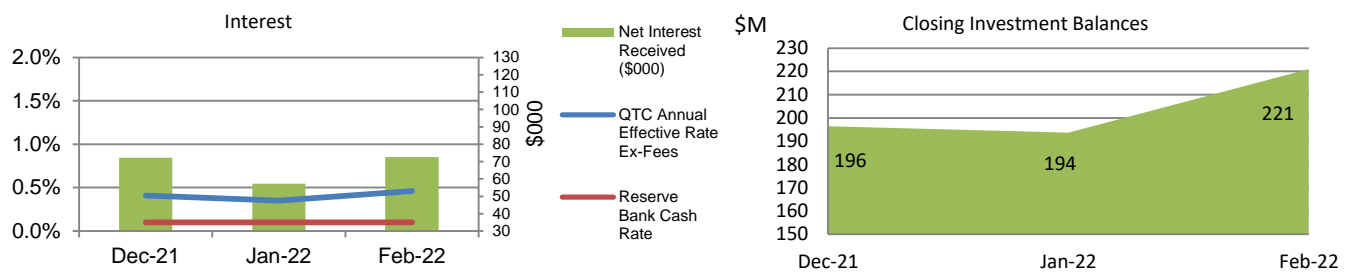 Interest
2.0%
1.5%
1.0%
0.5%
0.0%
130
120
110
100
90
80
70
60
50
40
30
$000
Dec-21
Jan-22
Feb-22
Net Interest
Received
($000)
QTC Annual
Effective Rate
Ex-Fees
Reserve
Bank Cash
Rate
$M
Closing Investment Balances
230
220
210
200
190
180
170
160
150
196
194
221
Dec-21
Jan-22
Feb-22